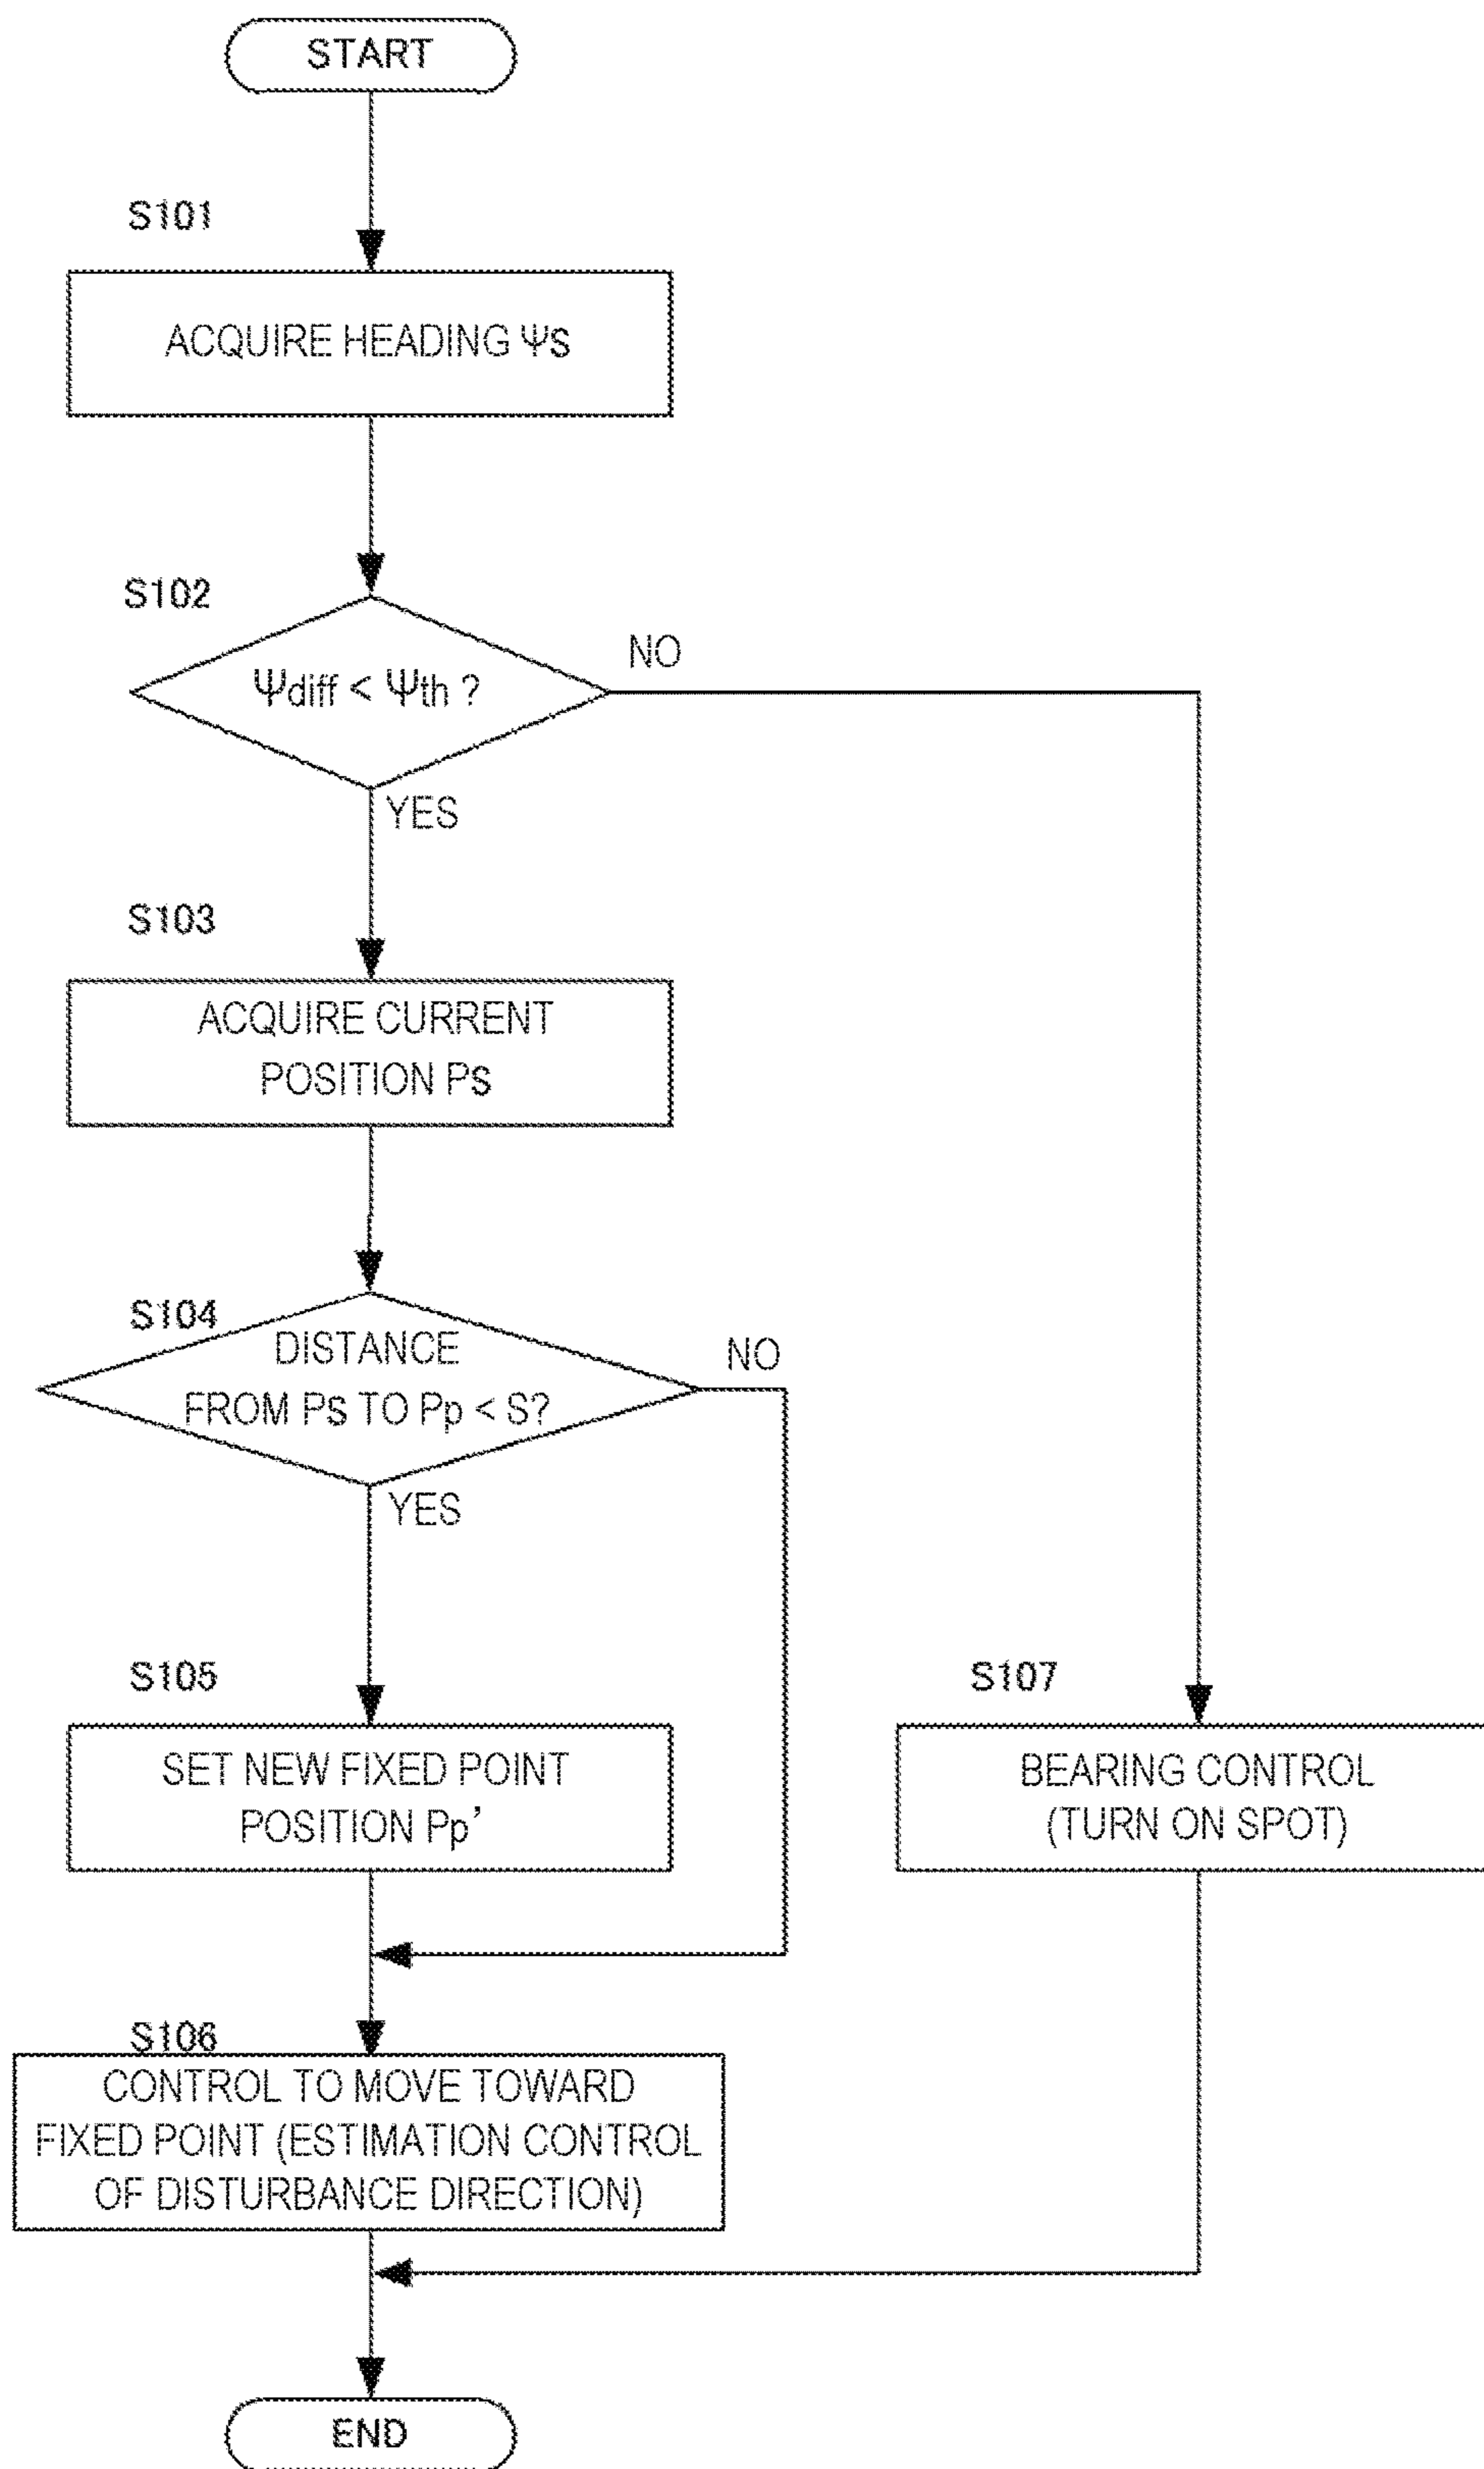 START
S101
ACQUIRE HEADING Ψs
S102
Ψdiff < Ψth ?
NO
YES
S103
ACQUIRE CURRENT
POSITION Ps
S104
DISTANCE
FROM Ps TO Pp < S?
NO
YES
S105
SET NEW FIXED POINT
POSITION Pp’
S107
BEARING CONTROL
(TURN ON SPOT)
S106
CONTROL TO MOVE TOWARD
FIXED POINT (ESTIMATION CONTROL
OF DISTURBANCE DIRECTION)
END